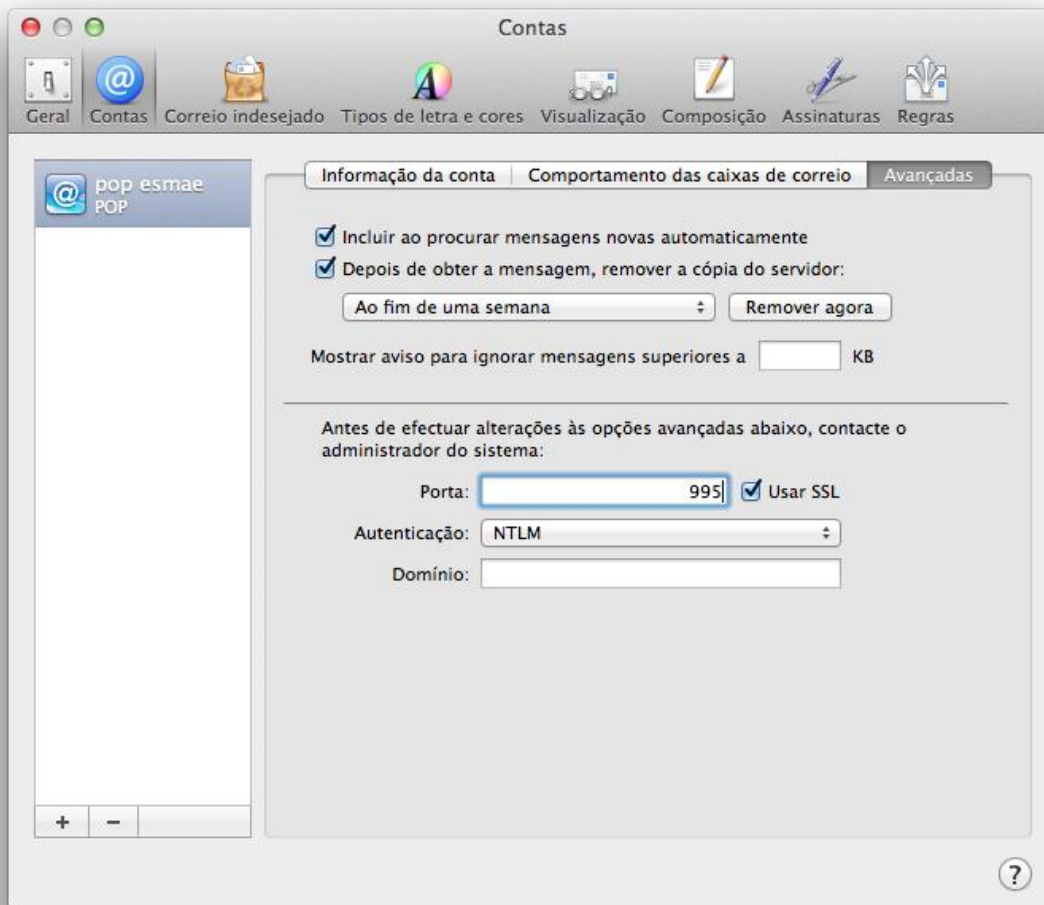 Contas
Geral Contas Correio indesejado Tipos de letra e cores Visualização Composição Assinaturas Regras
pop esmae
POP
Informação da conta Comportamento das caixas de correio Avançadas
Incluir ao procurar mensagens novas automaticamente
Depois de obter a mensagem, remover a cópia do servidor:
Ao fim de uma semana Remover agora
Mostrar aviso para ignorar mensagens superiores a KB
Antes de efectuar alterações às opções avançadas abaixo, contacte o
administrador do sistema:
Porta: 995 Usar SSL
Autenticação: NTLM
Domínio:
+ −
?